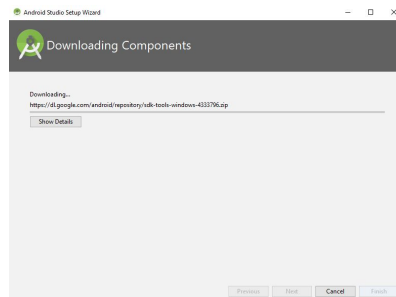 Android Studio Setup Wizard
Downloading Components
Downloading...
https://dl.google.com/android/repository/sdk-tools-windows-4333796.zip
Show Details
Previous Next Cancel Finish